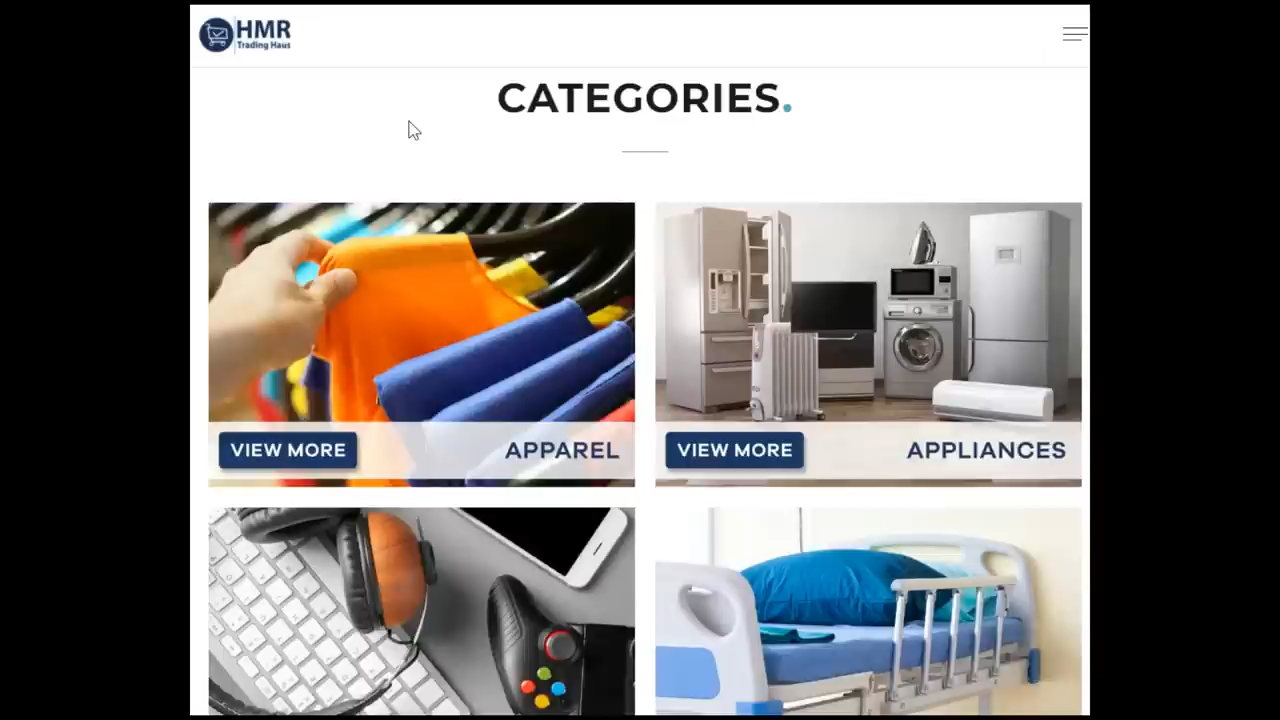 HMR
Trading Haus
CATEGORIES.
VIEW MORE
APPAREL
VIEW MORE
APPLIANCES